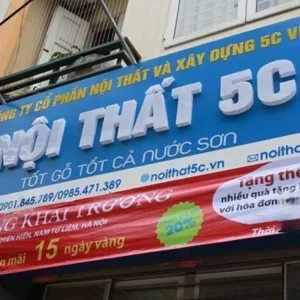 CÔNG TY CỔ PHẦN NỘI THẤT VÀ XÂY DỰNG 5C
NỘI THẤT 5C
TỐT GỖ TỐT CẢ NƯỚC SƠN
0901.845.789/0985.471.389
@noithat5c.vn
KHAI TRƯƠNG
NAM TỪ LIÊM, HÀ NỘI
15 ngày vàng
20%
Tặng thê
nhiều quà tặng
với hóa đơn
Thời